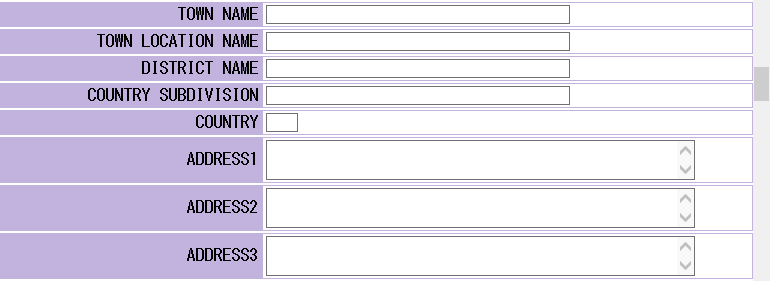 TOWN NAME
TOWN LOCATION NAME
DISTRICT NAME
COUNTRY SUBDIVISION
COUNTRY
ADDRESS1
ADDRESS2
ADDRESS3